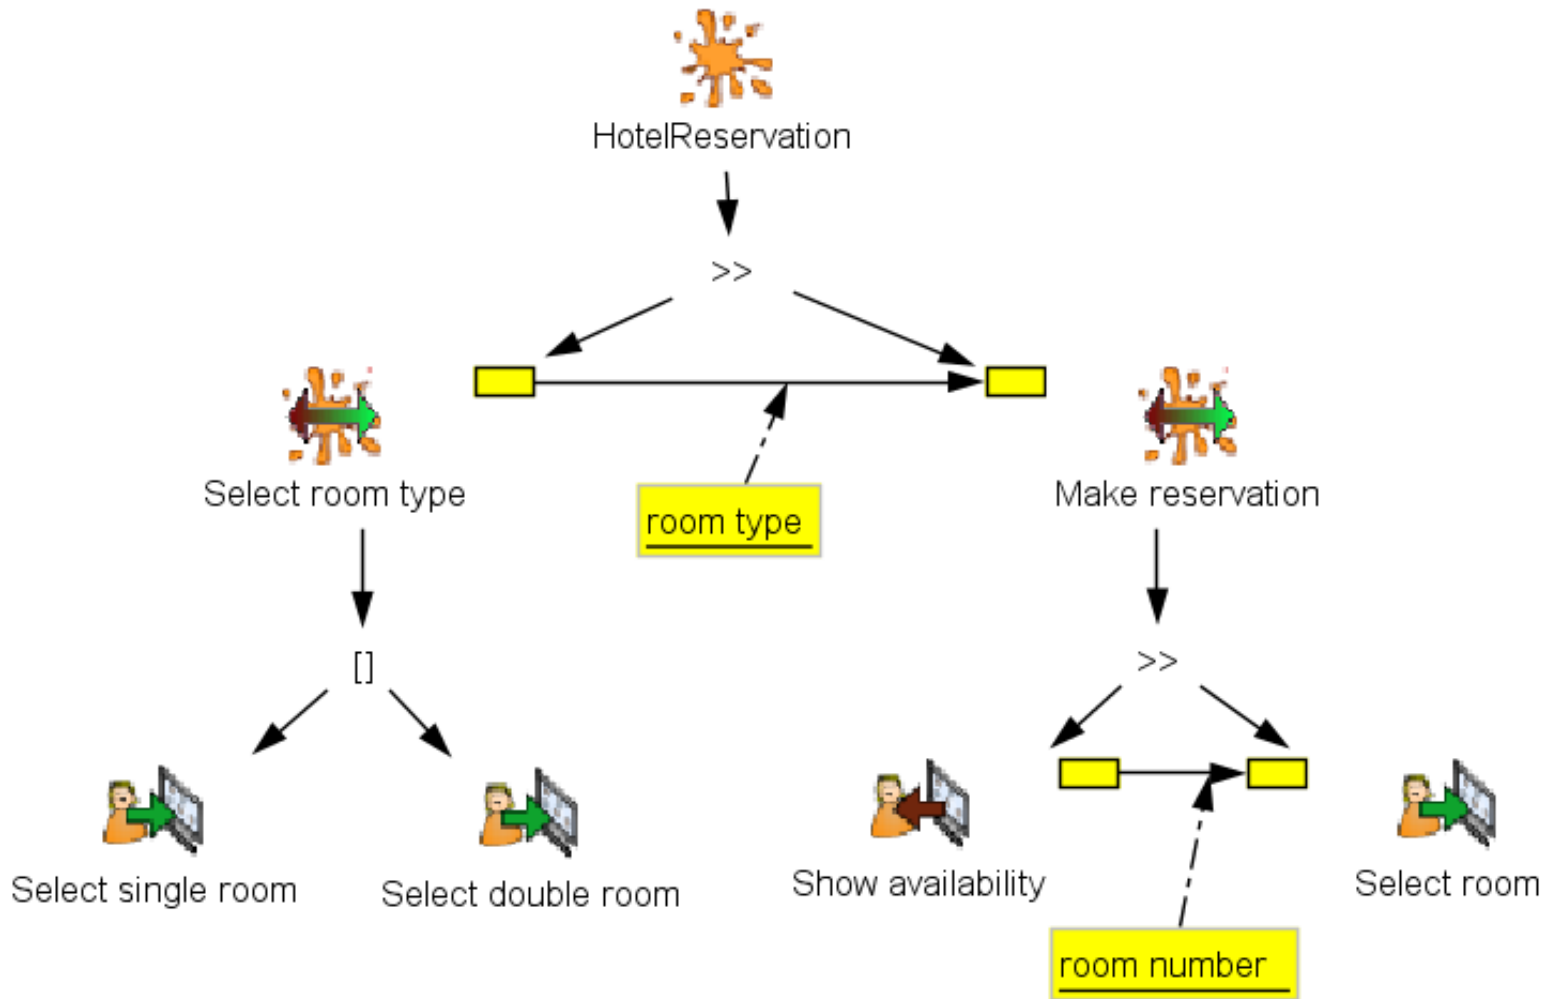 HotelReservation
>>
Select room type
room type
Make reservation
[]
>>
Select single room
Select double room
Show availability
Select room
room number